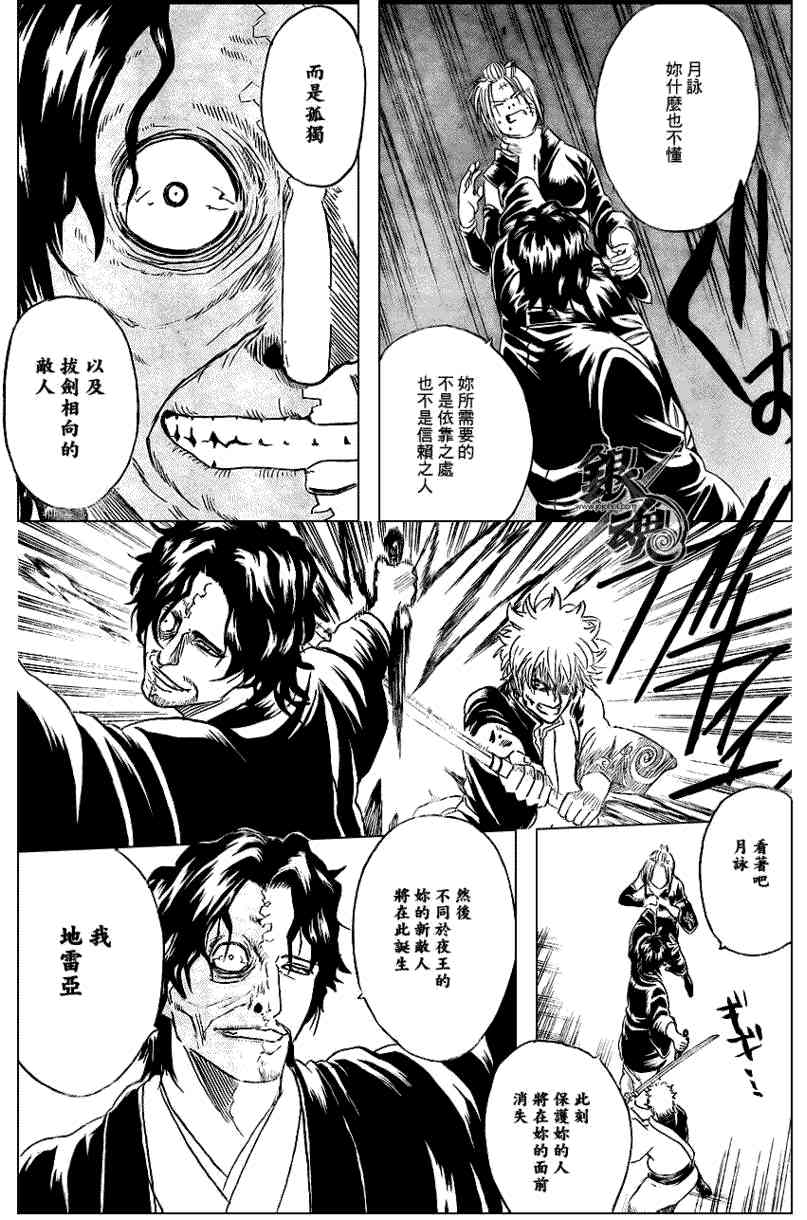 月詠
妳什麼也不懂
妳所需要的
不是依靠之處
也不是信賴之人
而是孤獨
以及
拔劍相向的
敵人
銀魂
看著吧
月詠
此刻
保護妳的人
將在妳的面前
消失
然後
不同於夜王的
妳的新敵人
將在此誕生
我
地雷亞